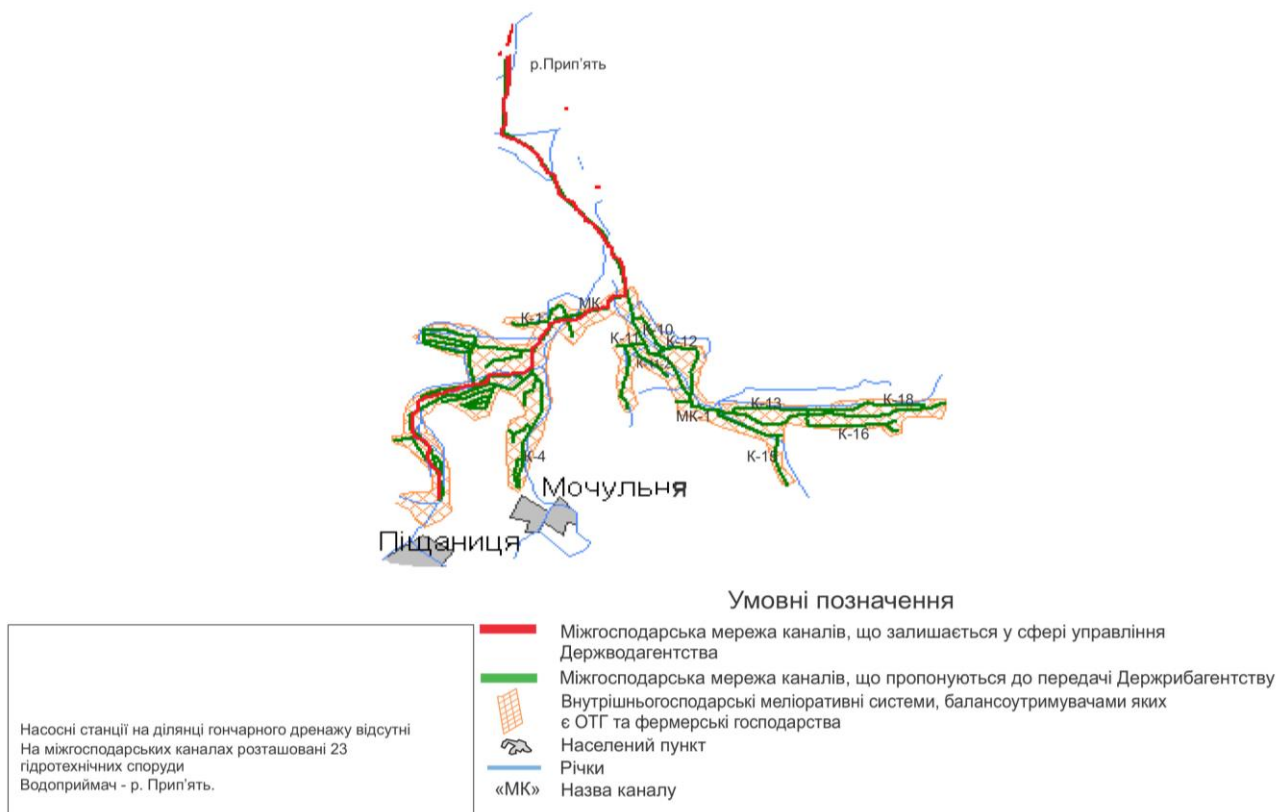 р.Прип'ять
МК
К-1
К-10
К-11
К-12
К-11-2
К-13
К-18
МК-1
К-16
К-15
К-4
Мочульня
Піщаниця
Умовні позначення
Міжгосподарська мережа каналів, що залишається у сфері управління
Держводагентства
Міжгосподарська мережа каналів, що пропонуються до передачі Держрибагентству
Внутрішньогосподарські меліоративні системи, балансоутримувачами яких
є ОТГ та фермерські господарства
Населений пункт
Річки
«МК» Назва каналу
Насосні станції на ділянці гончарного дренажу відсутні
На міжгосподарських каналах розташовані 23
гідротехнічних споруди
Водоприймач - р. Прип'ять.